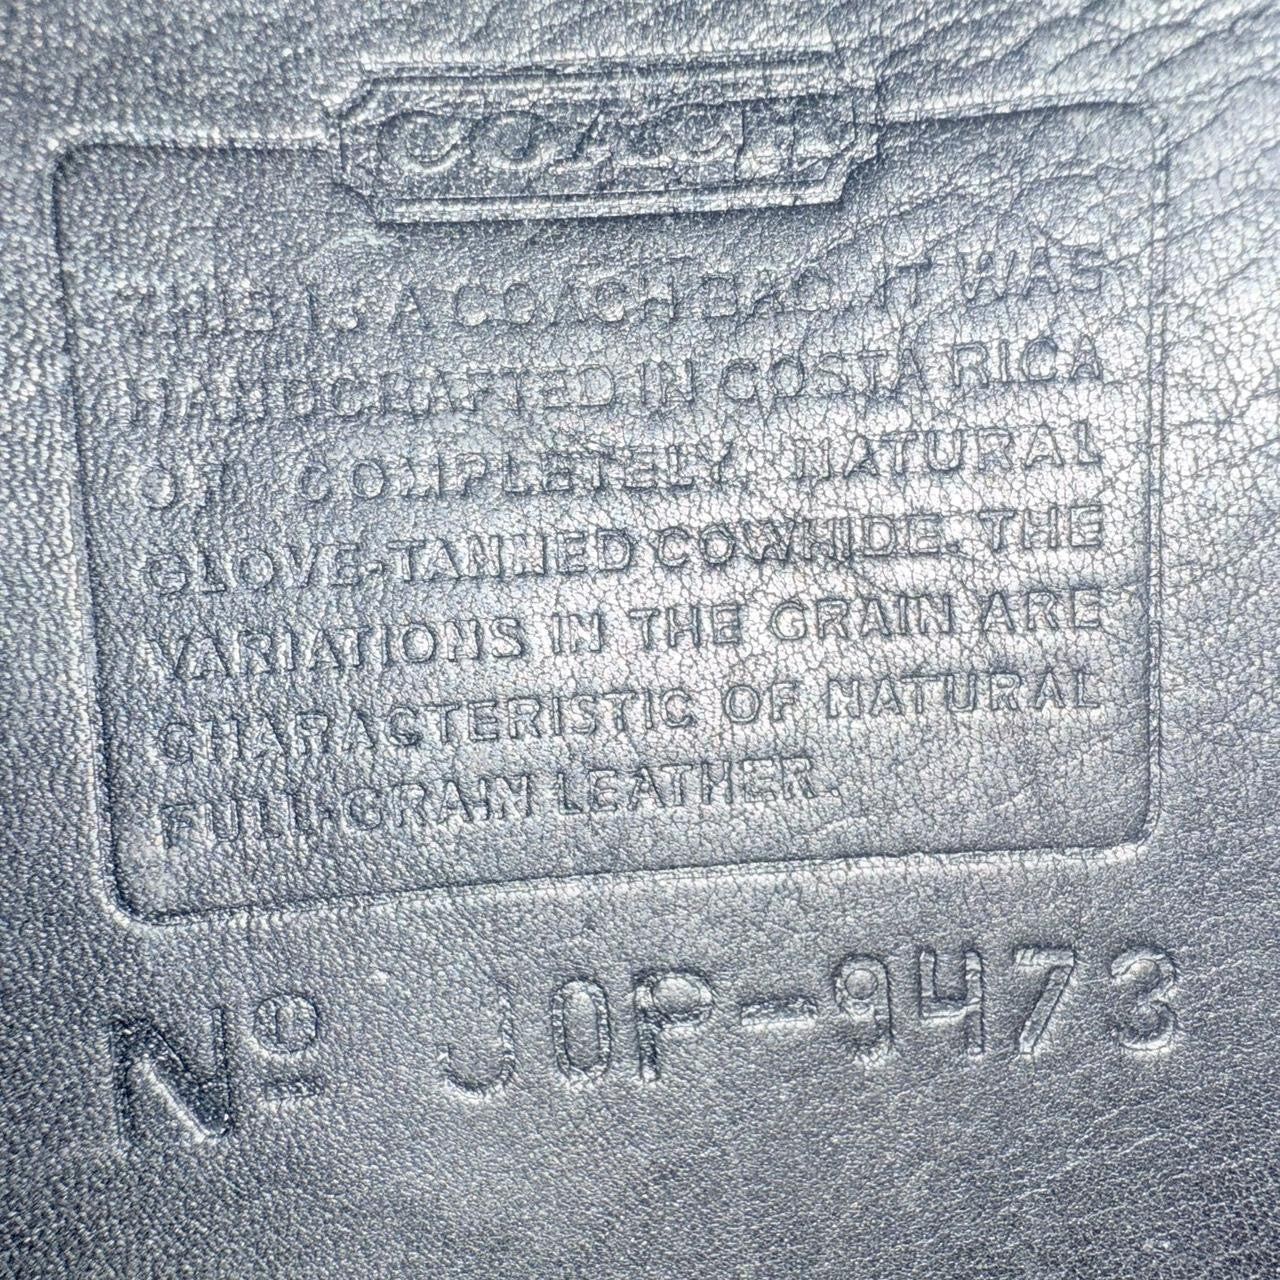 COACH
THIS IS A COACH BAG. IT WAS
HANDCRAFTED IN COSTA RICA
OF COMPLETELY NATURAL
GLOVE-TANNED COWHIDE. THE
VARIATIONS IN THE GRAIN ARE
CHARACTERISTIC OF NATURAL
FULL-GRAIN LEATHER.
Nº J0P-9473